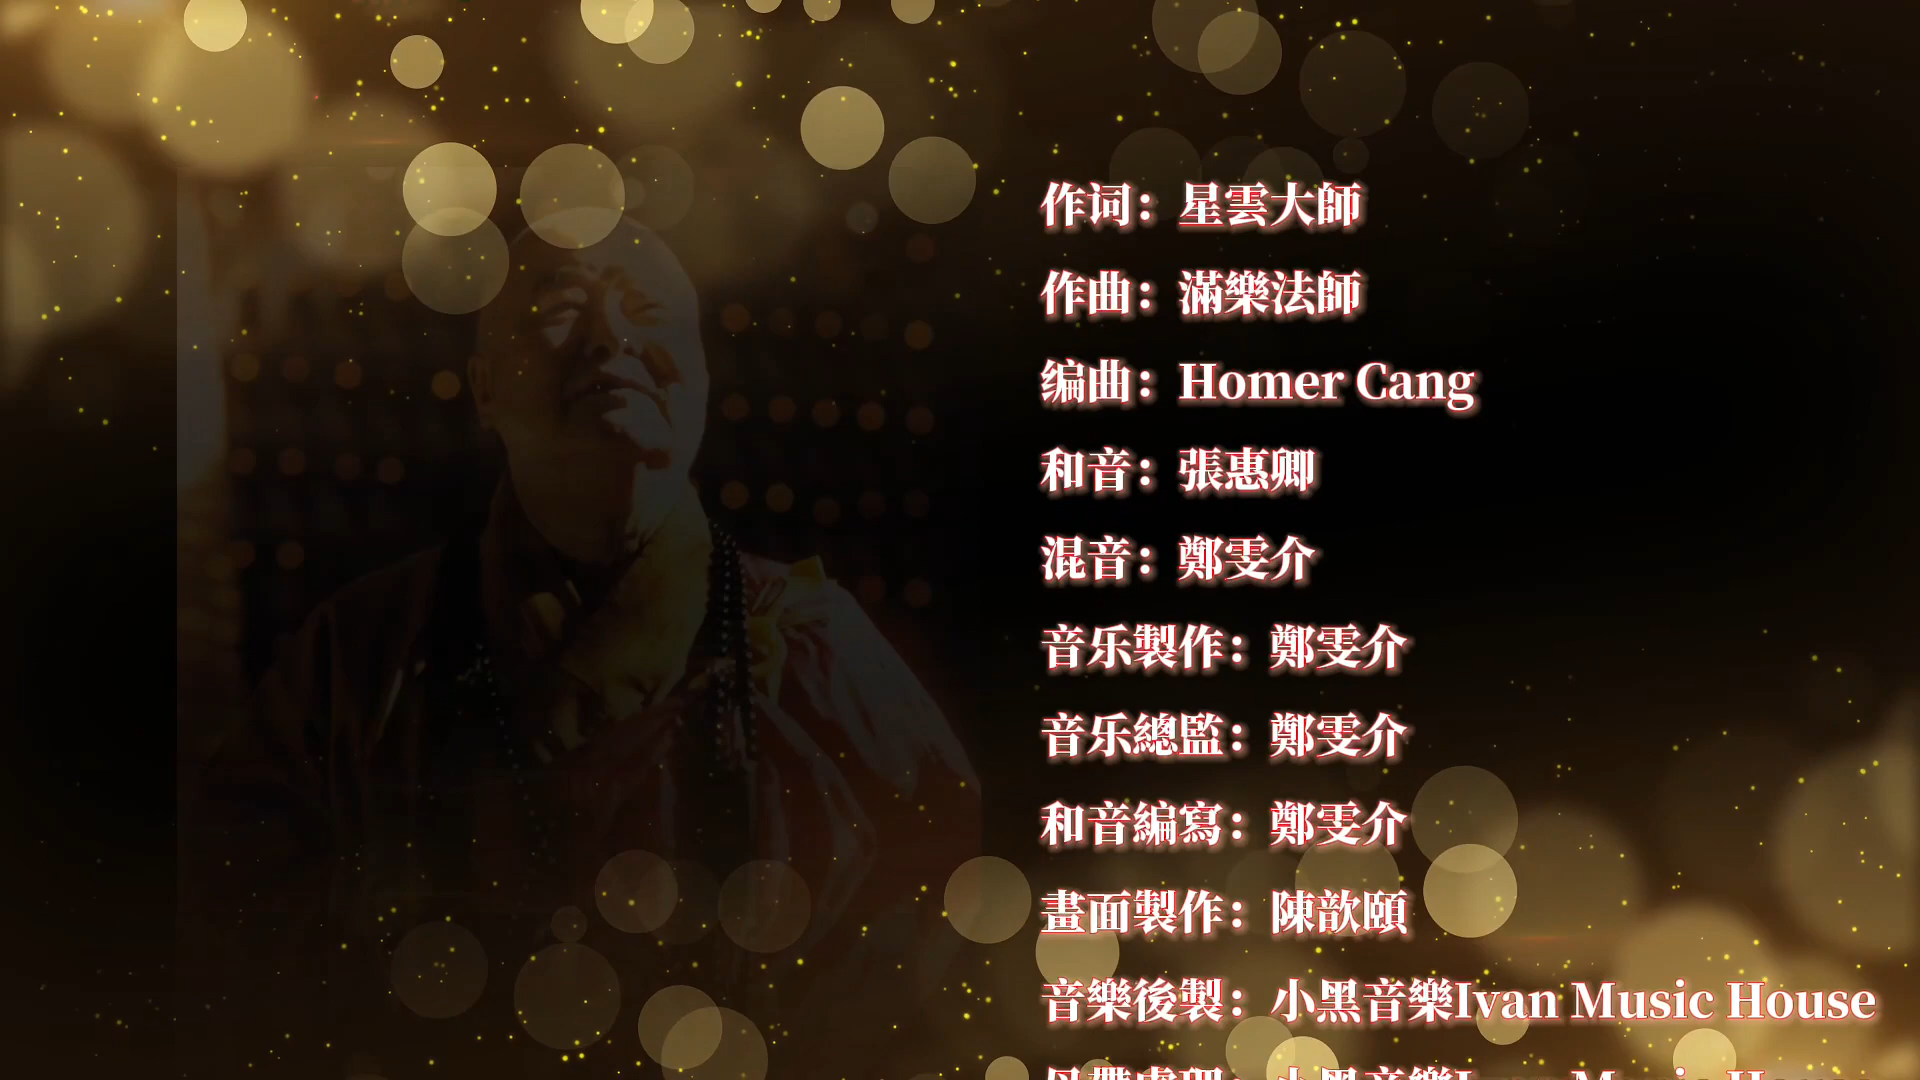 作词：星雲大師
作曲：滿樂法師
编曲：Homer Cang
和音：張惠卿
混音：鄭雯介
音乐製作：鄭雯介
音乐總監：鄭雯介
和音編寫：鄭雯介
畫面製作：陳歆頤
音樂後製：小黑音樂Ivan Music House